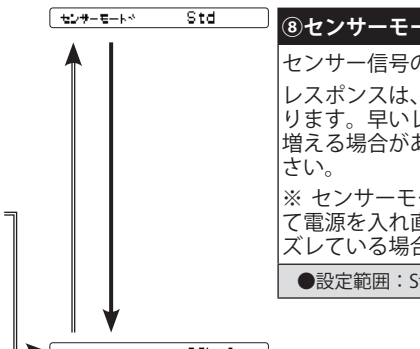 センサーモード Std
⑧センサーモー
センサー信号の
レスポンスは、
ります。早いレ
増える場合があ
さい。
※ センサーモー
て電源を入れ直
ズレている場合
●設定範囲：S